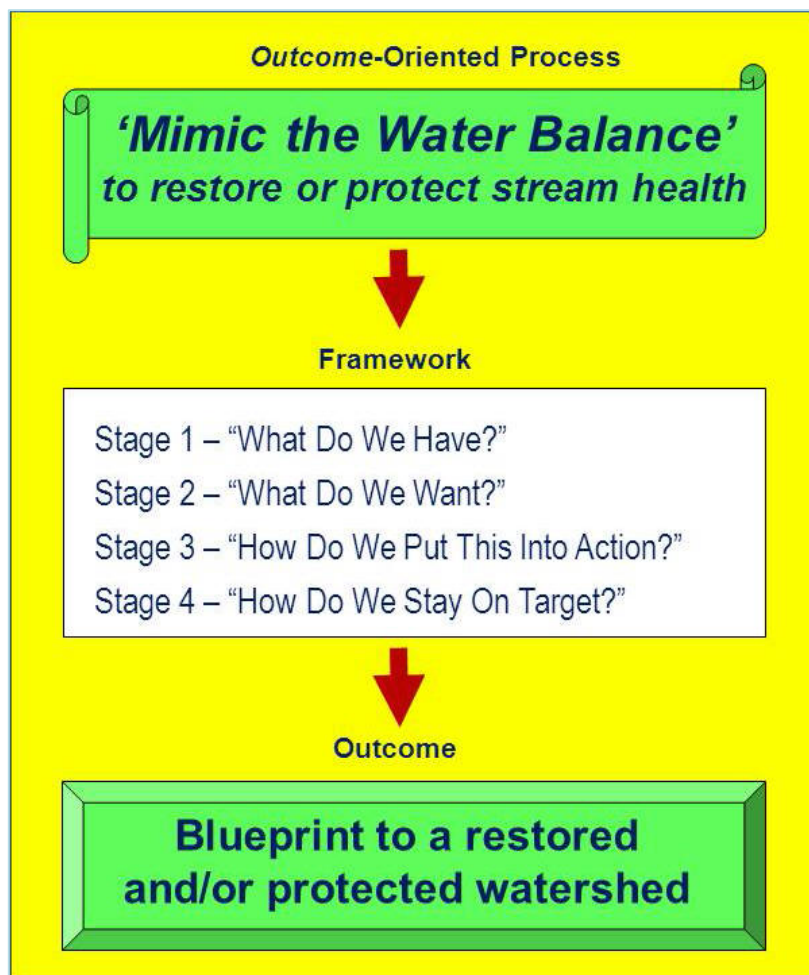 Outcome-Oriented Process
‘Mimic the Water Balance’
to restore or protect stream health
Framework
Stage 1 – “What Do We Have?”
Stage 2 – “What Do We Want?”
Stage 3 – “How Do We Put This Into Action?”
Stage 4 – “How Do We Stay On Target?”
Outcome
Blueprint to a restored
and/or protected watershed